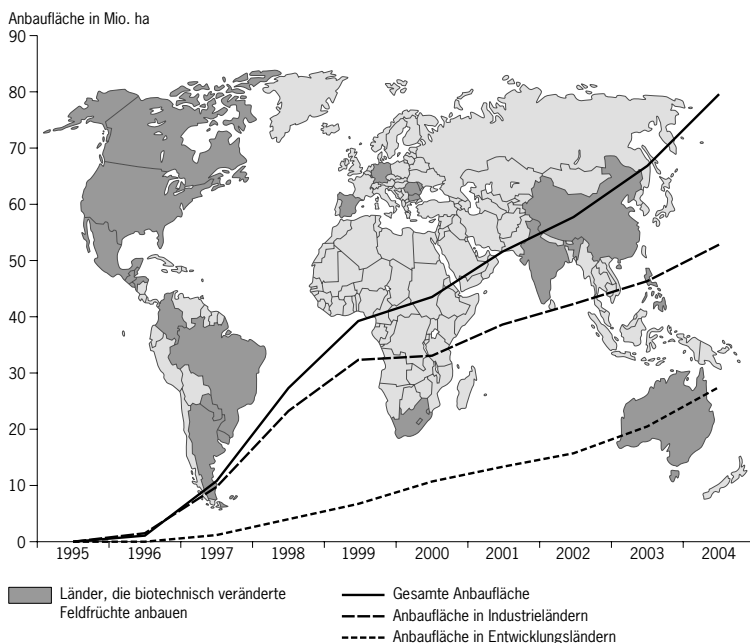 Anbaufläche in Mio. ha
90
80
70
60
50
40
30
20
10
0
1995 1996 1997 1998 1999 2000 2001 2002 2003 2004
Länder, die biotechnisch veränderte
Feldfrüchte anbauen
Gesamte Anbaufläche
Anbaufläche in Industrieländern
Anbaufläche in Entwicklungsländern